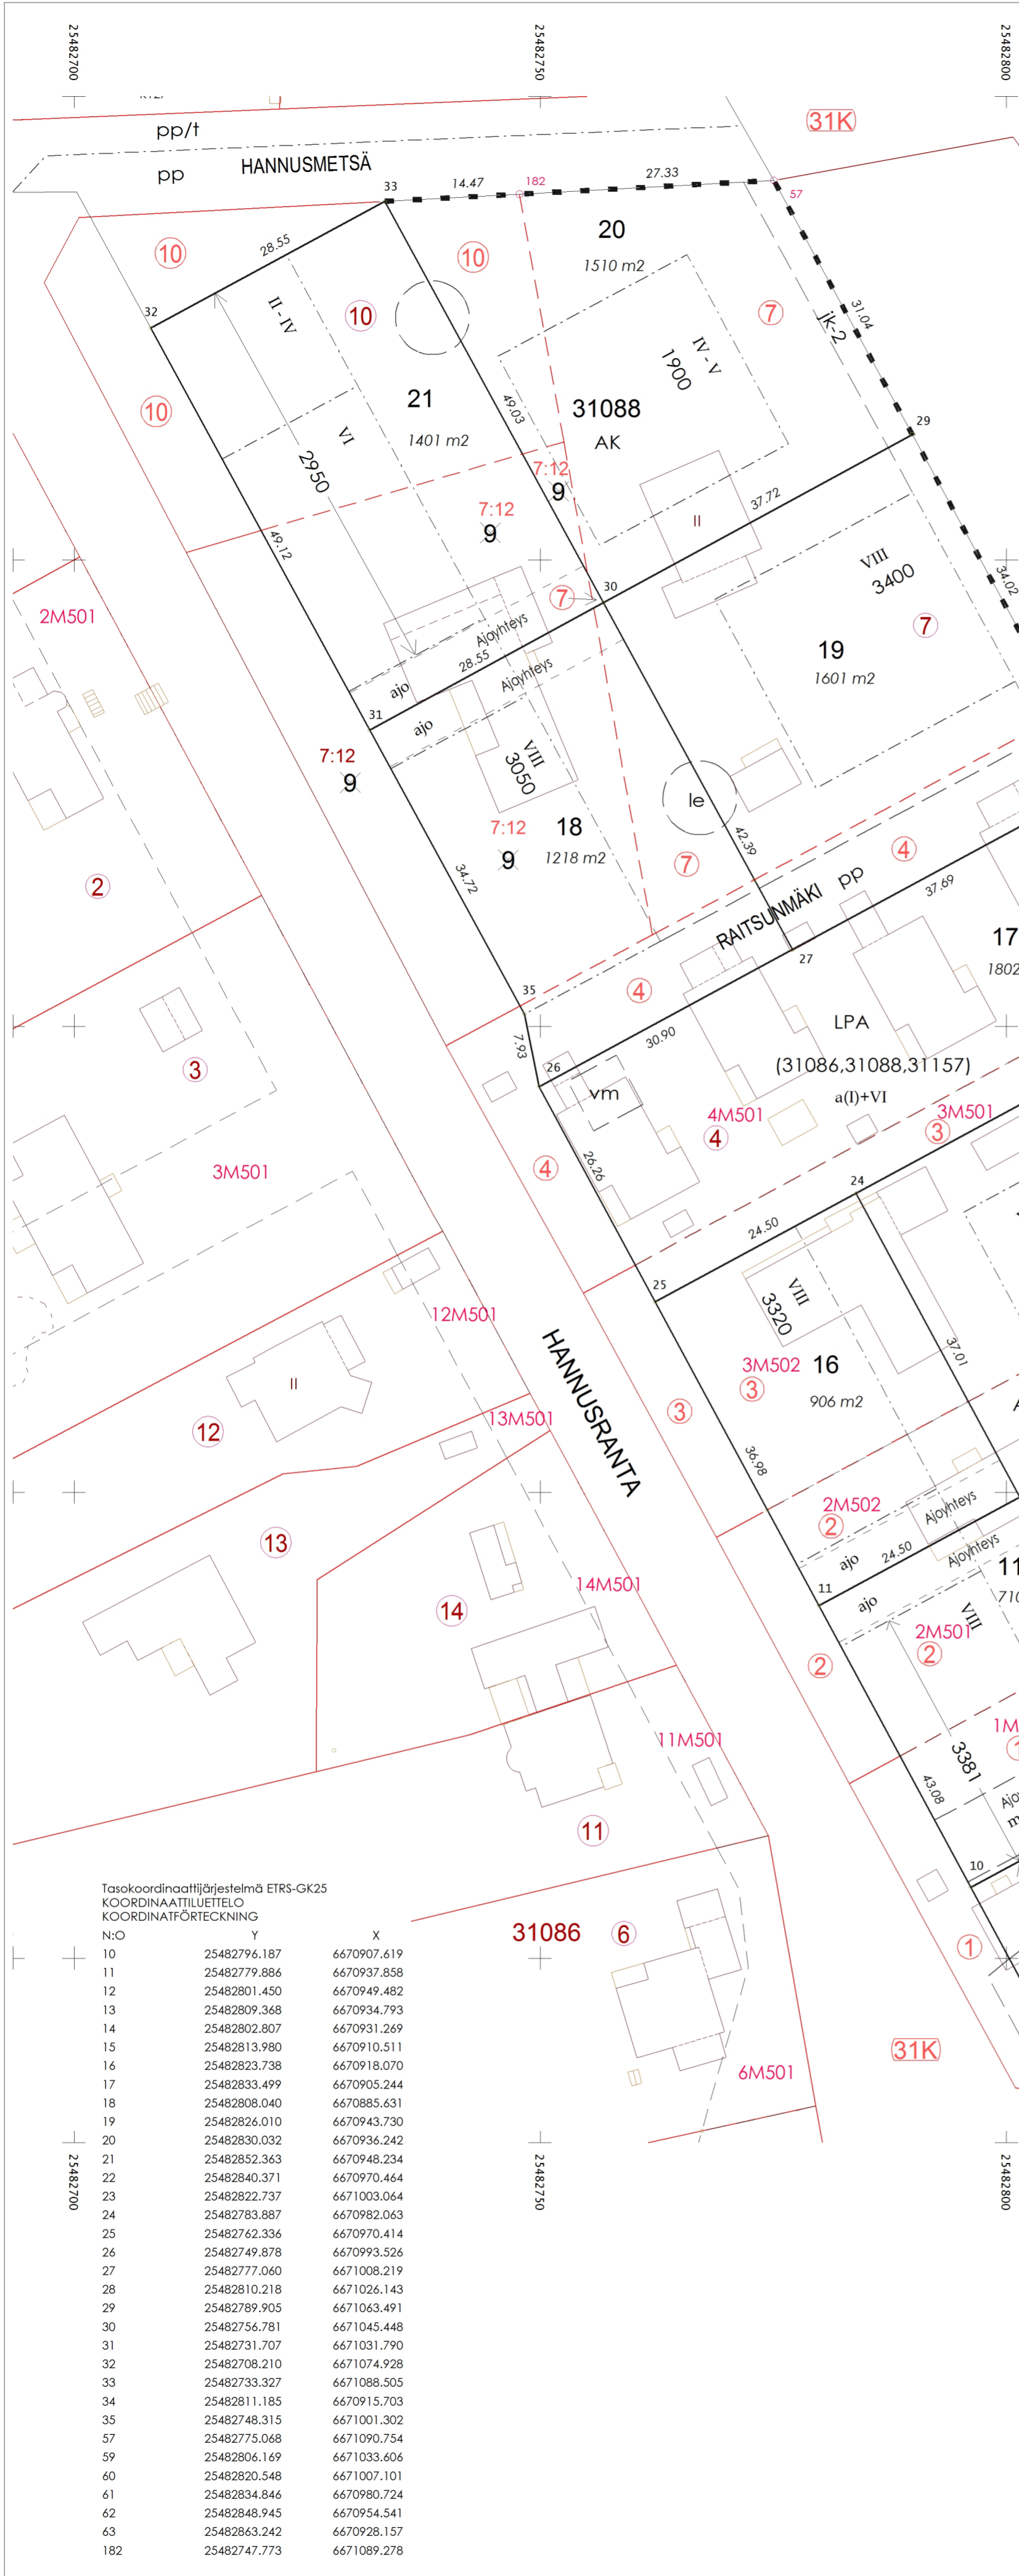 25482700
25482750
25482800
31K
pp/t
pp
HANNUSMETSÄ
33
14.47
182
27.33
57
20
1510 m2
10
28.55
10
7
32
II - IV
10
31.04
jk-2
IV - V
1900
10
21
1401 m2
49.03
31088
AK
29
VI
2950
7:12
9
37.72
7:12
9
II
49.12
VIII
3400
34.02
7
30
2M501
Ajoyhteys
7
19
1601 m2
28.55
Ajoyhteys
ajo
31
ajo
7:12
9
VIII
3050
le
7:12
18
9
1218 m2
42.39
4
2
34.72
7
RAITSUNMÄKI pp
37.69
17
1802
27
35
4
LPA
7.93
30.90
3
26
vm
(31086,31088,31157)
a(I)+VI
4M501
4
3M501
3
3M501
26.26
4
24
24.50
25
12M501
VIII
3320
HANNUSRANTA
37.01
3M502
3
16
906 m2
II
13M501
3
12
36.98
2M502
2
Ajoyhteys
13
ajo
24.50
Ajoyhteys
11
11
710
14M501
ajo
14
VIII
2M501
2
2
11M501
1M
3381
43.08
11
10
Tasokoordinaattijärjestelmä ETRS-GK25
KOORDINAATTILUETTELO
KOORDINATFÖRTECKNING
31086
6
N:O Y X
1
10 25482796.187 6670907.619
11 25482779.886 6670937.858
12 25482801.450 6670949.482
13 25482809.368 6670934.793
14 25482802.807 6670931.269
15 25482813.980 6670910.511
31K
16 25482823.738 6670918.070
6M501
17 25482833.499 6670905.244
18 25482808.040 6670885.631
19 25482826.010 6670943.730
20 25482830.032 6670936.242
21 25482852.363 6670948.234
22 25482840.371 6670970.464
23 25482822.737 6671003.064
24 25482783.887 6670982.063
25 25482762.336 6670970.414
26 25482749.878 6670993.526
27 25482777.060 6671008.219
28 25482810.218 6671026.143
29 25482789.905 6671063.491
30 25482756.781 6671045.448
31 25482731.707 6671031.790
32 25482708.210 6671074.928
33 25482733.327 6671088.505
34 25482811.185 6670915.703
35 25482748.315 6671001.302
57 25482775.068 6671090.754
59 25482806.169 6671033.606
60 25482820.548 6671007.101
61 25482834.846 6670980.724
62 25482848.945 6670954.541
63 25482863.242 6670928.157
182 25482747.773 6671089.278
25482700
25482750
25482800